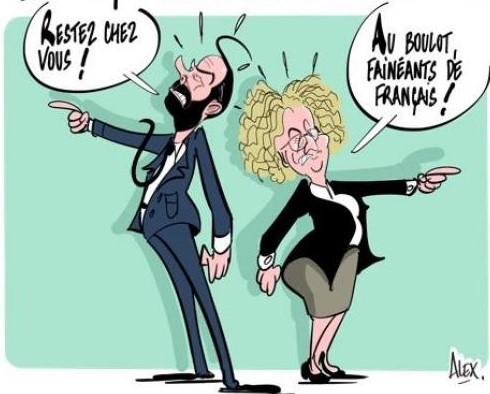 RESTEZ CHEZ
VOUS !
AU BOULOT,
FAINÉANTS DE
FRANÇAIS !
ALEX.